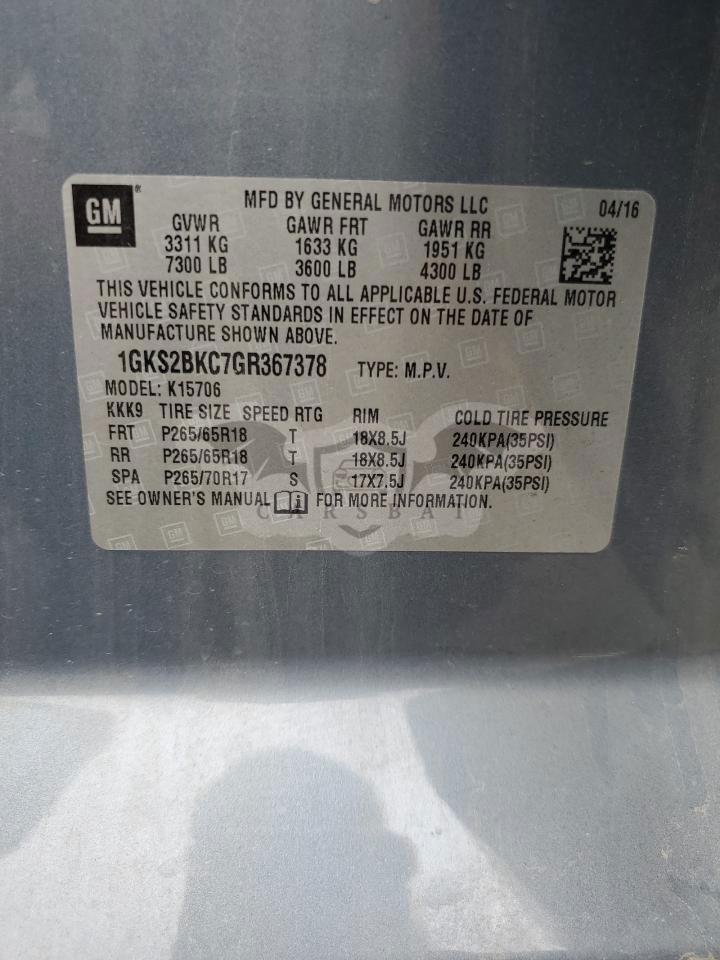 GM ® MFD BY GENERAL MOTORS LLC 04/16
GVWR GAWR FRT GAWR RR
3311 KG 1633 KG 1951 KG
7300 LB 3600 LB 4300 LB
THIS VEHICLE CONFORMS TO ALL APPLICABLE U.S. FEDERAL MOTOR
VEHICLE SAFETY STANDARDS IN EFFECT ON THE DATE OF
MANUFACTURE SHOWN ABOVE.
1GKS2BKC7GR367378 TYPE: M.P.V.
MODEL: K15706
KKK9 TIRE SIZE SPEED RTG RIM COLD TIRE PRESSURE
FRT P265/65R18 T 18X8.5J 240KPA(35PSI)
RR P265/65R18 T 18X8.5J 240KPA(35PSI)
SPA P265/70R17 S 17X7.5J 240KPA(35PSI)
SEE OWNER'S MANUAL FOR MORE INFORMATION.
CARSBAT